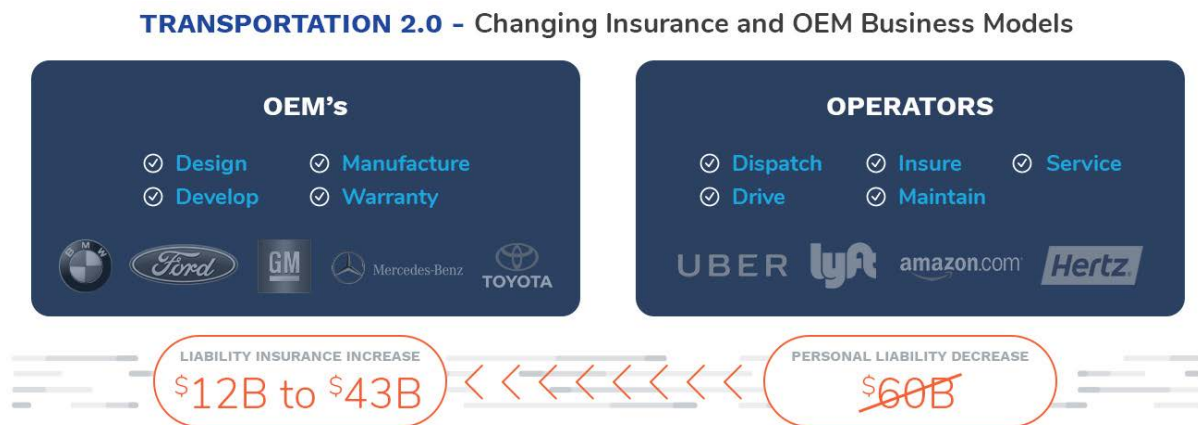 TRANSPORTATION 2.0 - Changing Insurance and OEM Business Models
OEM's
Design
Manufacture
Develop
Warranty
BMW
Ford
GM
Mercedes-Benz
TOYOTA
OPERATORS
Dispatch
Insure
Service
Drive
Maintain
UBER
lyft
amazon.com
Hertz
LIABILITY INSURANCE INCREASE
$12B to $43B
PERSONAL LIABILITY DECREASE
$60B